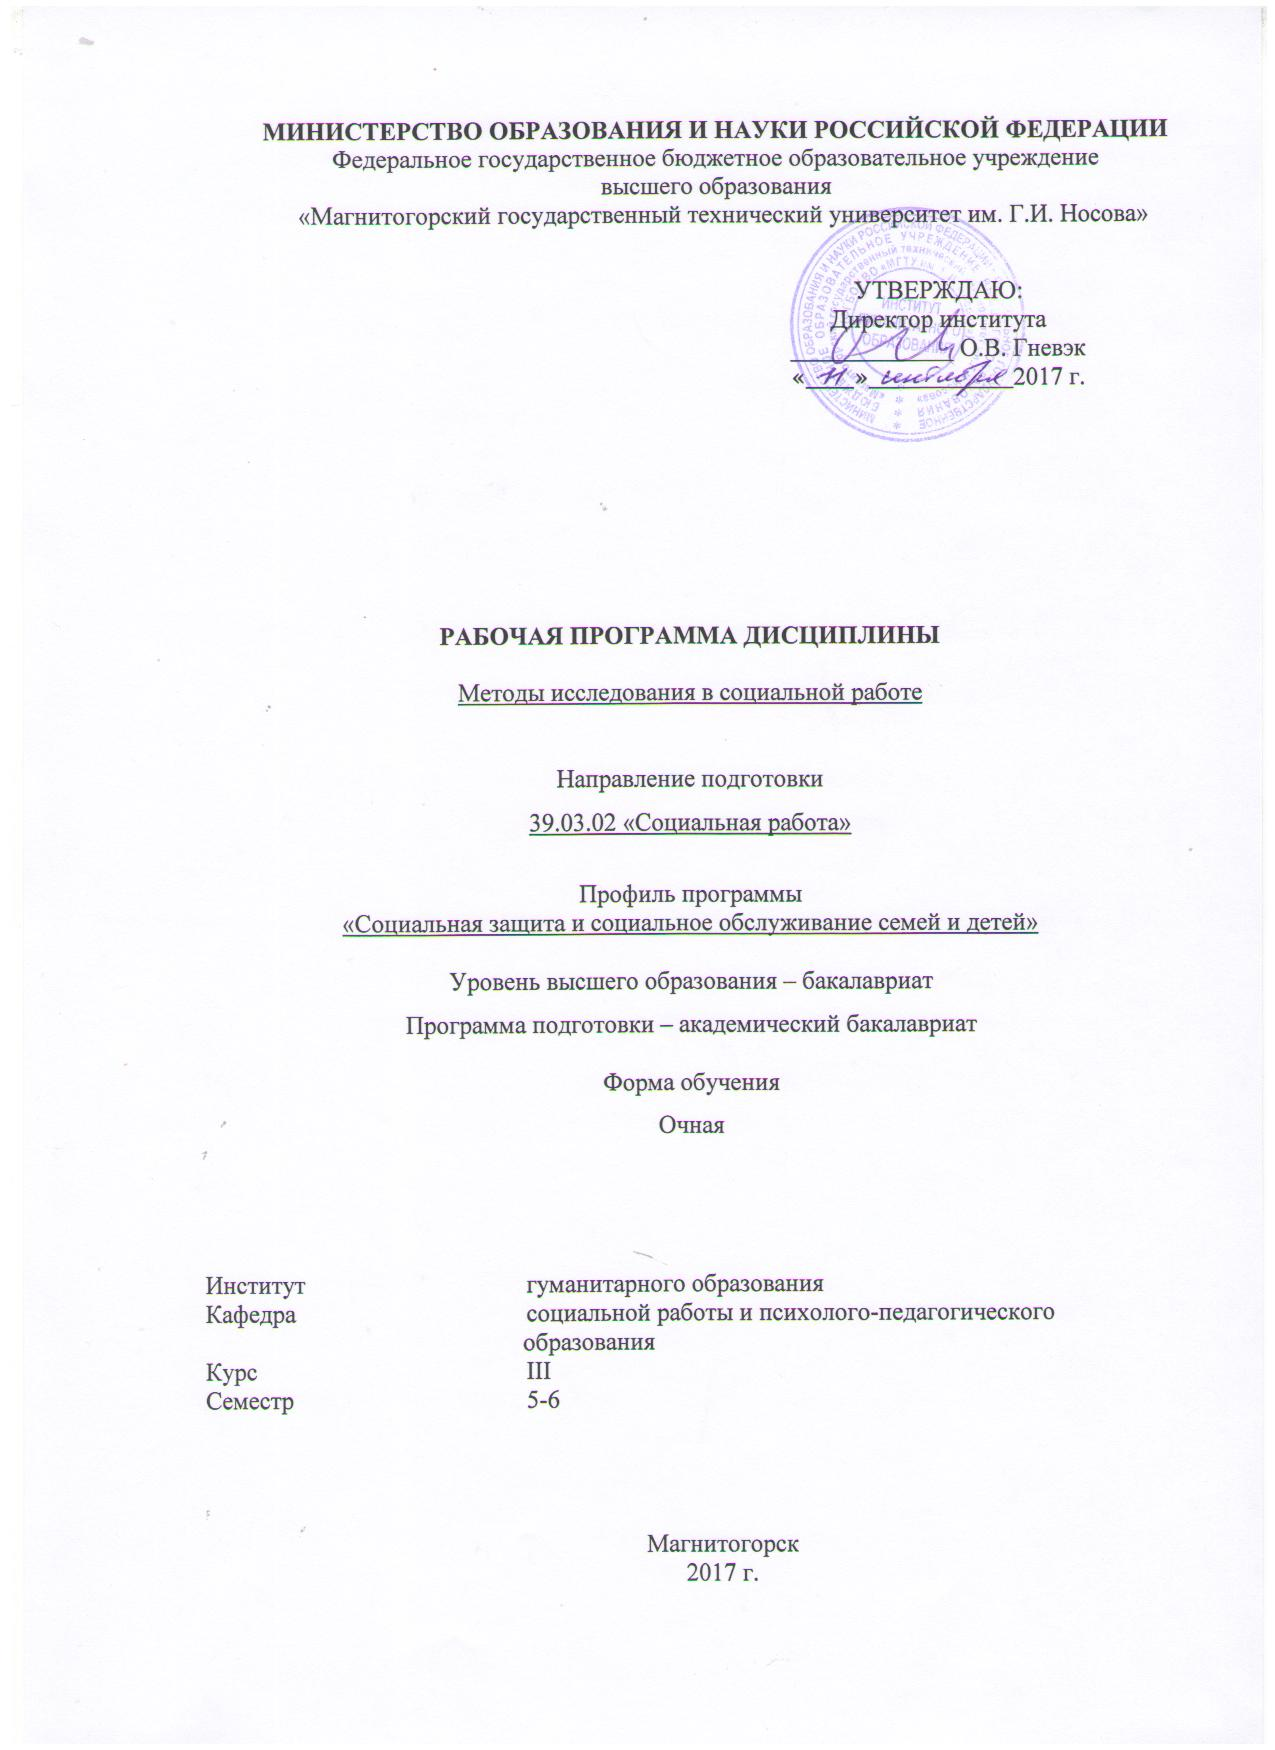 МИНИСТЕРСТВО ОБРАЗОВАНИЯ И НАУКИ РОССИЙСКОЙ ФЕДЕРАЦИИ
Федеральное государственное бюджетное образовательное учреждение
высшего образования
«Магнитогорский государственный технический университет им. Г.И. Носова»
УТВЕРЖДАЮ:
Директор института
О.В. Гневэк
«11» сентября 2017 г.
РАБОЧАЯ ПРОГРАММА ДИСЦИПЛИНЫ
Методы исследования в социальной работе
Направление подготовки
39.03.02 «Социальная работа»
Профиль программы
«Социальная защита и социальное обслуживание семей и детей»
Уровень высшего образования – бакалавриат
Программа подготовки – академический бакалавриат
Форма обучения
Очная
Институт гуманитарного образования
Кафедра социальной работы и психолого-педагогического
образования
Курс III
Семестр 5-6
Магнитогорск
2017 г.